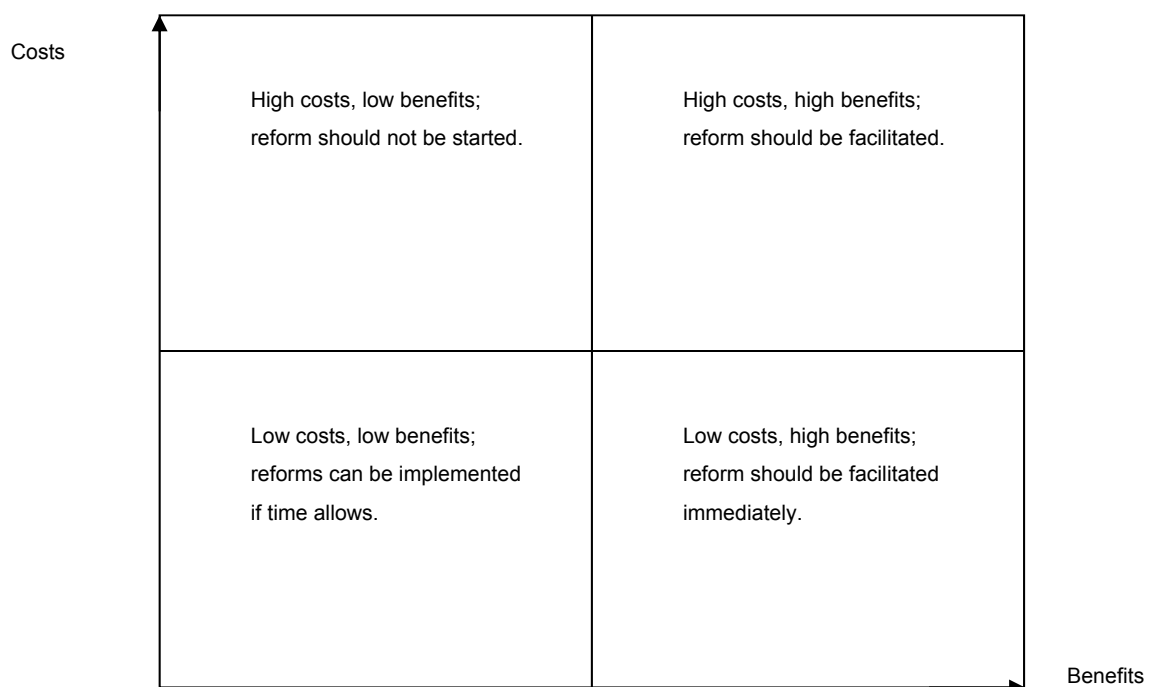 Costs
High costs, low benefits;
reform should not be started.
High costs, high benefits;
reform should be facilitated.
Low costs, low benefits;
reforms can be implemented
if time allows.
Low costs, high benefits;
reform should be facilitated
immediately.
Benefits